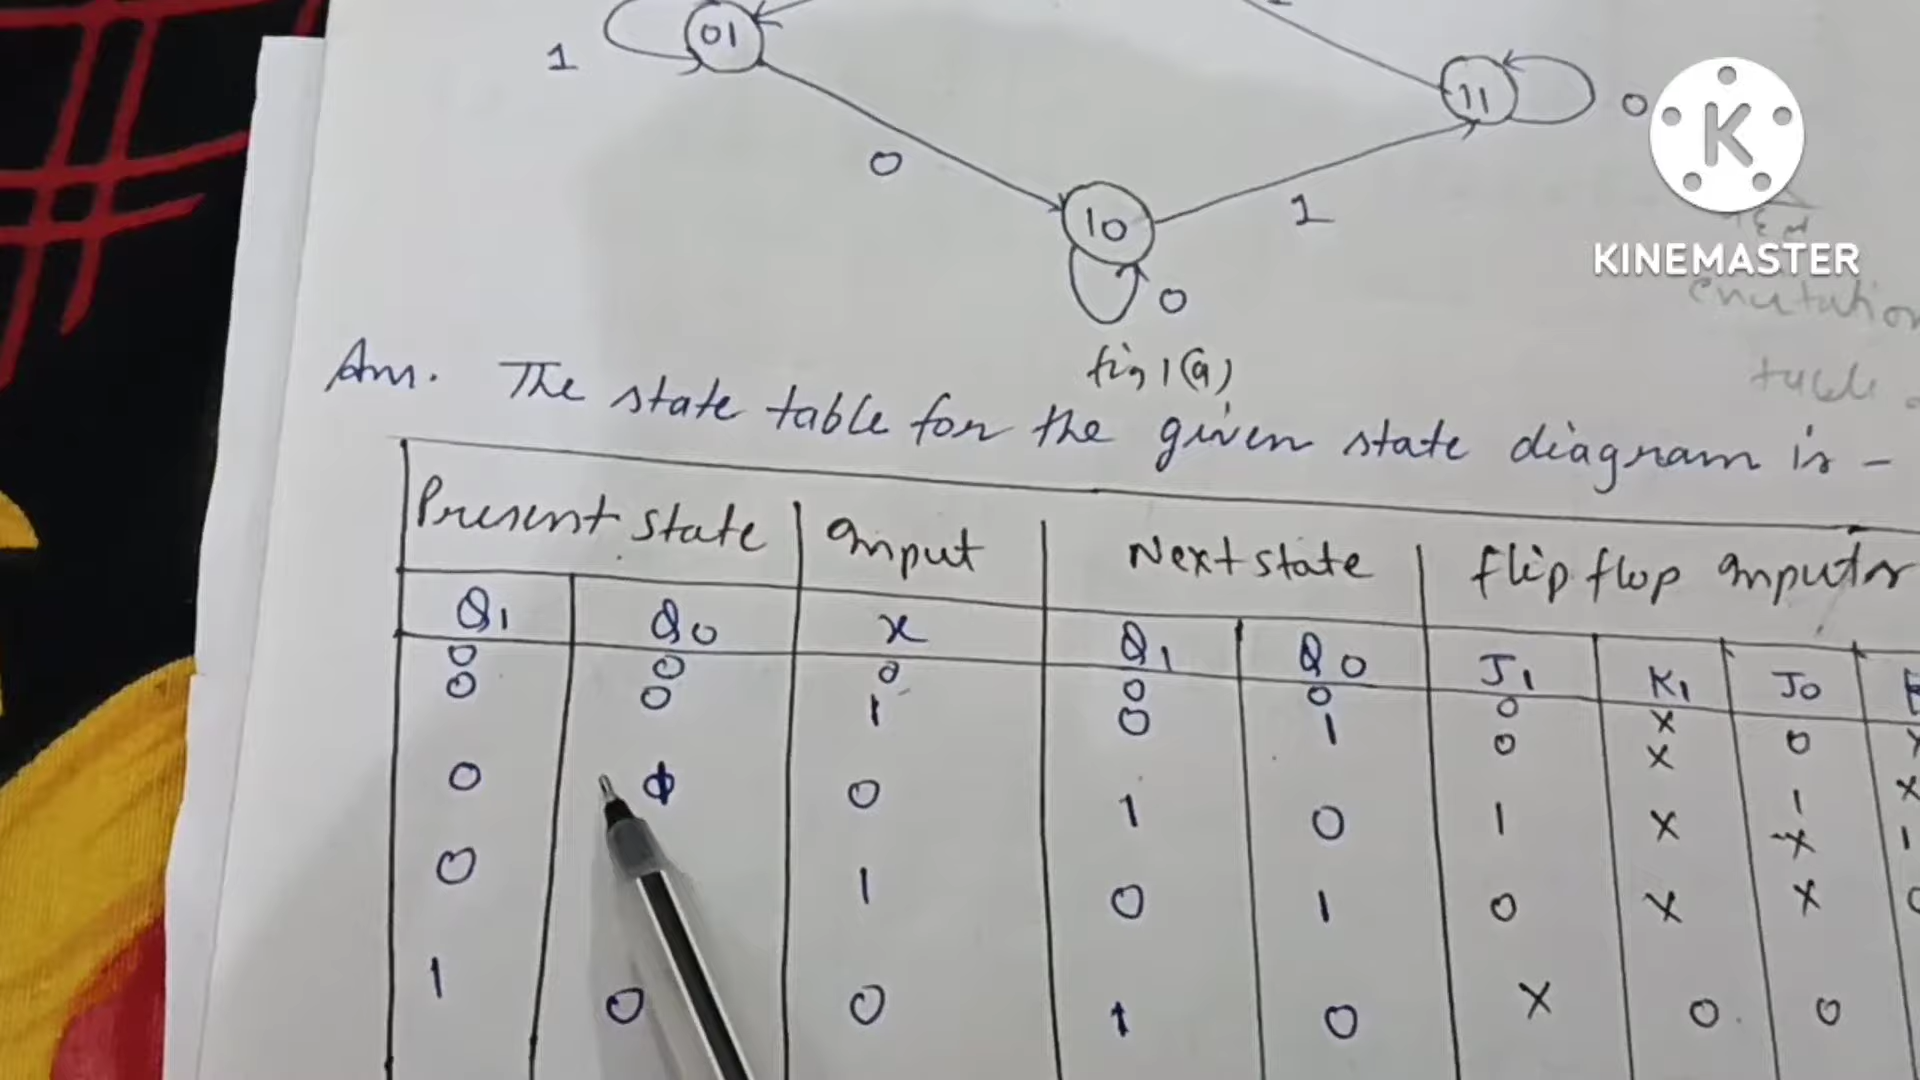 01
1
11
0
0
10
1
0
KINEMASTER
fig 1(a)
Ans. The state table for the given state diagram is -
Present state Input Next state flip flop inputs
Q1 Q0 x Q1 Q0 J1 K1 J0
0 0 0 0 0 0 X 0 X
0 0 1 0 1 0 X 1 X
0 1 0 1 0 1 X X 1
0 1 1 0 1 0 X X 0
1 0 0 1 0 X 0 0